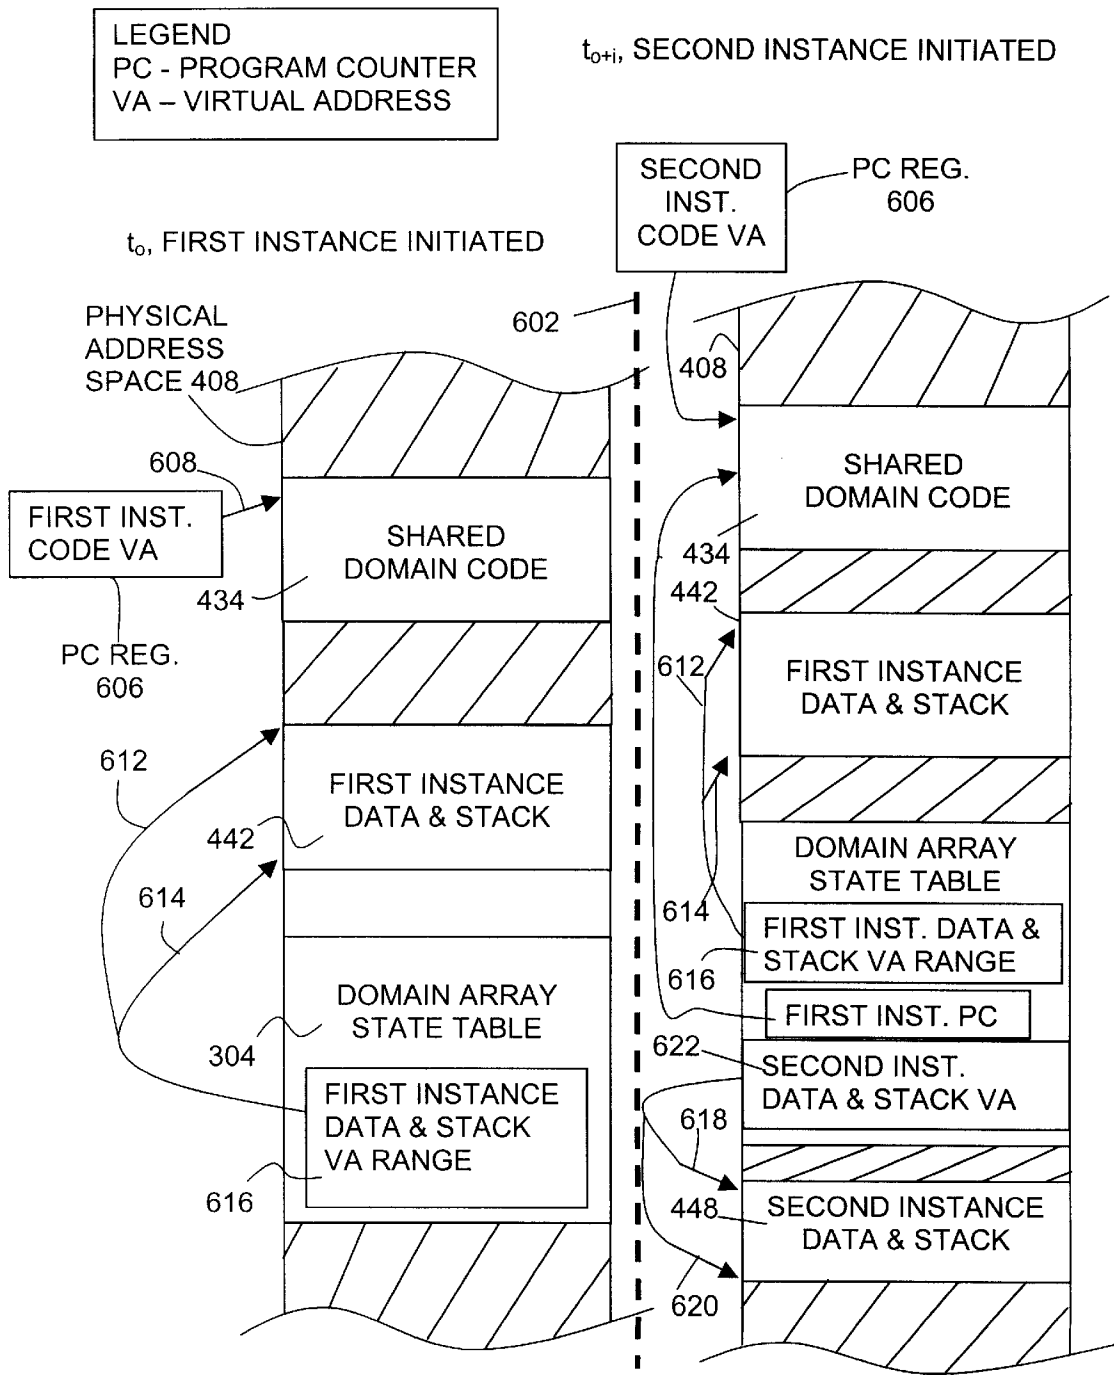 LEGEND
PC - PROGRAM COUNTER
VA – VIRTUAL ADDRESS
to+i, SECOND INSTANCE INITIATED
SECOND
INST.
CODE VA
PC REG.
606
to, FIRST INSTANCE INITIATED
PHYSICAL
ADDRESS
SPACE 408
602
408
608
FIRST INST.
CODE VA
SHARED
DOMAIN CODE
434
PC REG.
606
612
FIRST INSTANCE
DATA & STACK
442
614
DOMAIN ARRAY
STATE TABLE
304
FIRST INSTANCE
DATA & STACK
VA RANGE
616
SHARED
DOMAIN CODE
434
442
612
FIRST INSTANCE
DATA & STACK
DOMAIN ARRAY
STATE TABLE
614
FIRST INST. DATA &
STACK VA RANGE
616
FIRST INST. PC
622
SECOND INST.
DATA & STACK VA
618
448
SECOND INSTANCE
DATA & STACK
620